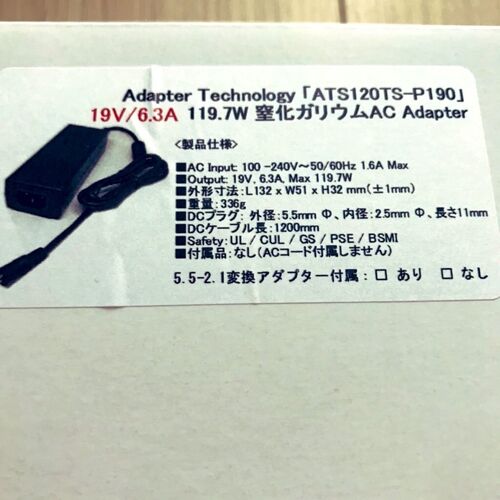 Adapter Technology 「ATS120TS-P190」
19V/6.3A 119.7W 窒化ガリウムAC Adapter
<製品仕様>
■AC Input: 100 -240V～50/60Hz 1.6A Max
■Output: 19V, 6.3A, Max 119.7W
■外形寸法:L132 x W51 x H32 mm(±1mm)
■重量:336g
■DCプラグ: 外径:5.5mm Φ、内径:2.5mm Φ、長さ11mm
■DCケーブル長:1200mm
■Safety: UL / CUL / GS / PSE / BSMI
■付属品:なし(ACコード付属しません)
5.5-2.1変換アダプター付属: □ あり □ なし